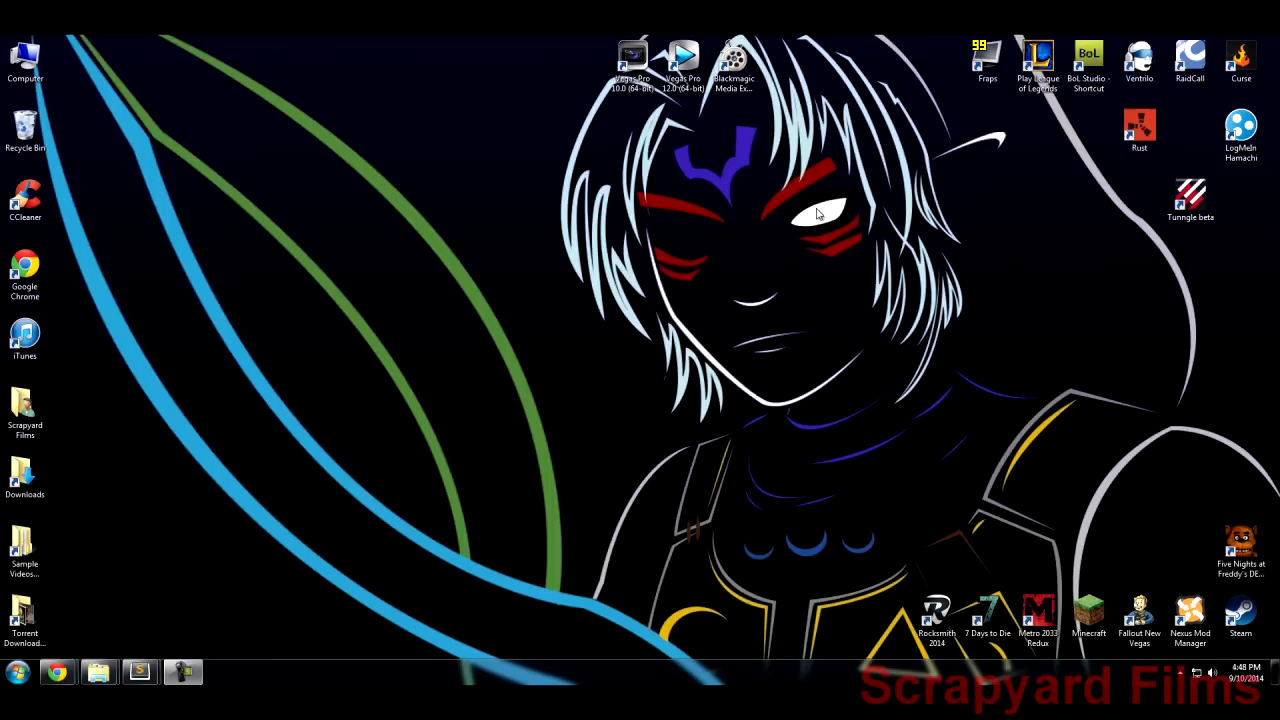 Computer
Recycle Bin
CCleaner
Google
Chrome
iTunes
Scrapyard
Films
Downloads
Sample
Videos...
Torrent
Download...
Vegas Pro
10.0 (64-bit)
Vegas Pro
12.0 (64-bit)
Blackmagic
Media Ex...
99
Fraps
Play League
of Legends
BoL
BoL Studio -
Shortcut
Ventrilo
RaidCall
Curse
Rust
LogMeIn
Hamachi
Tunngle beta
Five Nights at
Freddy's DE...
Rocksmith
2014
7
7 Days to Die
Metro 2033
Redux
Minecraft
Fallout New
Vegas
Nexus Mod
Manager
Steam
4:48 PM
9/10/2014
Scrapyard Films